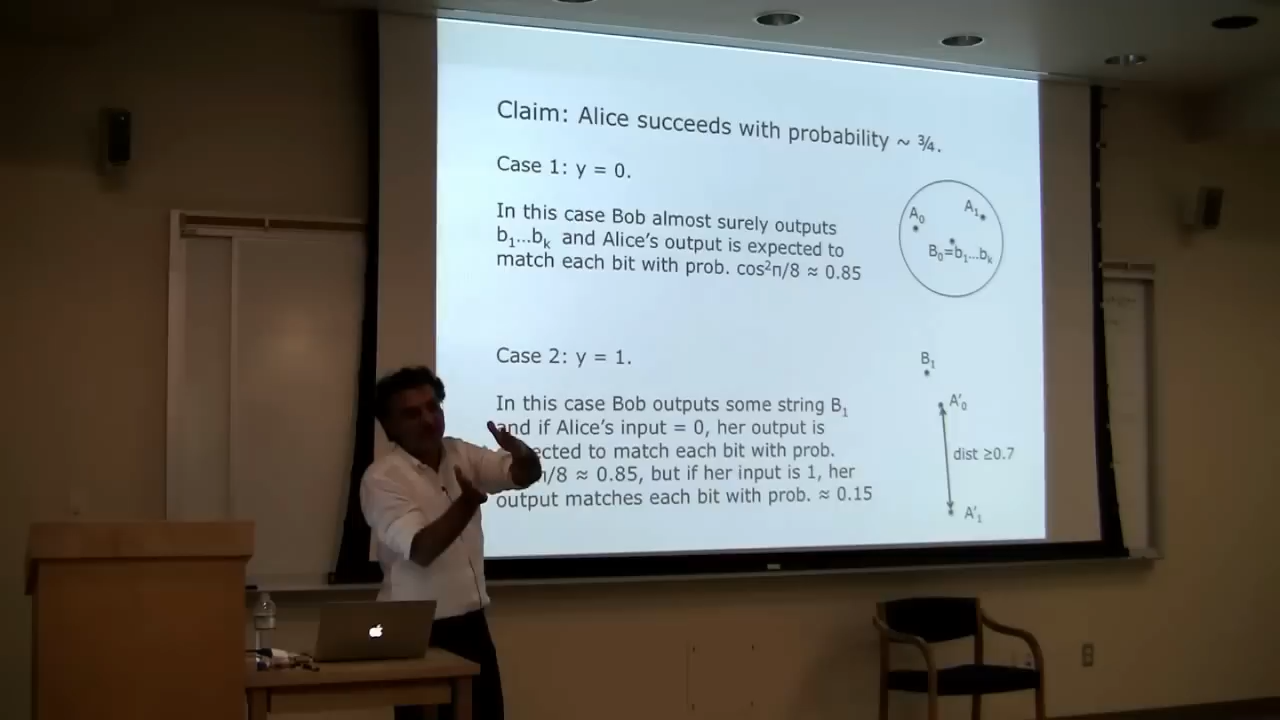 Claim: Alice succeeds with probability ~ ¾.
Case 1: y = 0.
In this case Bob almost surely outputs
b₁...bₖ and Alice's output is expected to
match each bit with prob. cos²π/8 ≈ 0.85
A₀
A₁
B₀=b₁...bₖ
Case 2: y = 1.
In this case Bob outputs some string B₁
and if Alice's input = 0, her output is
ected to match each bit with prob.
π/8 ≈ 0.85, but if her input is 1, her
output matches each bit with prob. ≈ 0.15
B₁
A'₀
dist ≥0.7
A'₁